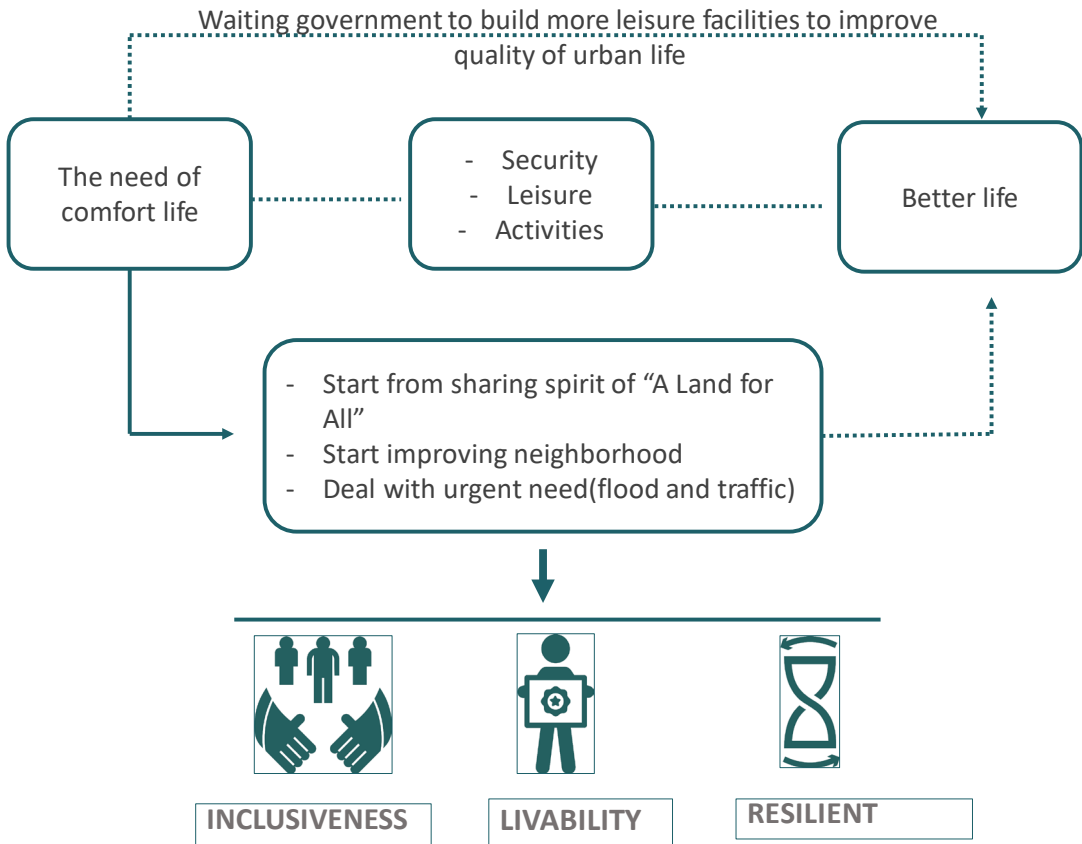 Waiting government to build more leisure facilities to improve
quality of urban life
The need of
comfort life
- Security
- Leisure
- Activities
Better life
- Start from sharing spirit of “A Land for
All”
- Start improving neighborhood
- Deal with urgent need(flood and traffic)
INCLUSIVENESS
LIVABILITY
RESILIENT